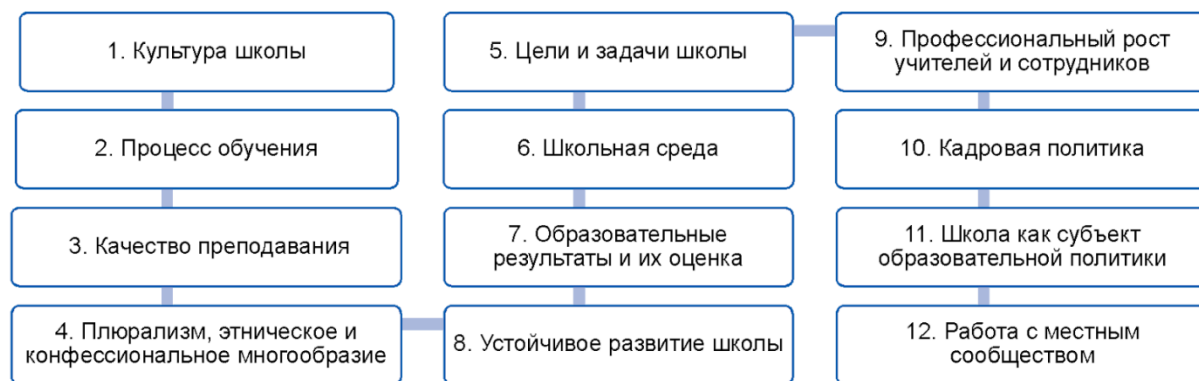 1. Культура школы
2. Процесс обучения
3. Качество преподавания
4. Плюрализм, этническое и
конфессиональное многообразие
5. Цели и задачи школы
6. Школьная среда
7. Образовательные
результаты и их оценка
8. Устойчивое развитие школы
9. Профессиональный рост
учителей и сотрудников
10. Кадровая политика
11. Школа как субъект
образовательной политики
12. Работа с местным
сообществом